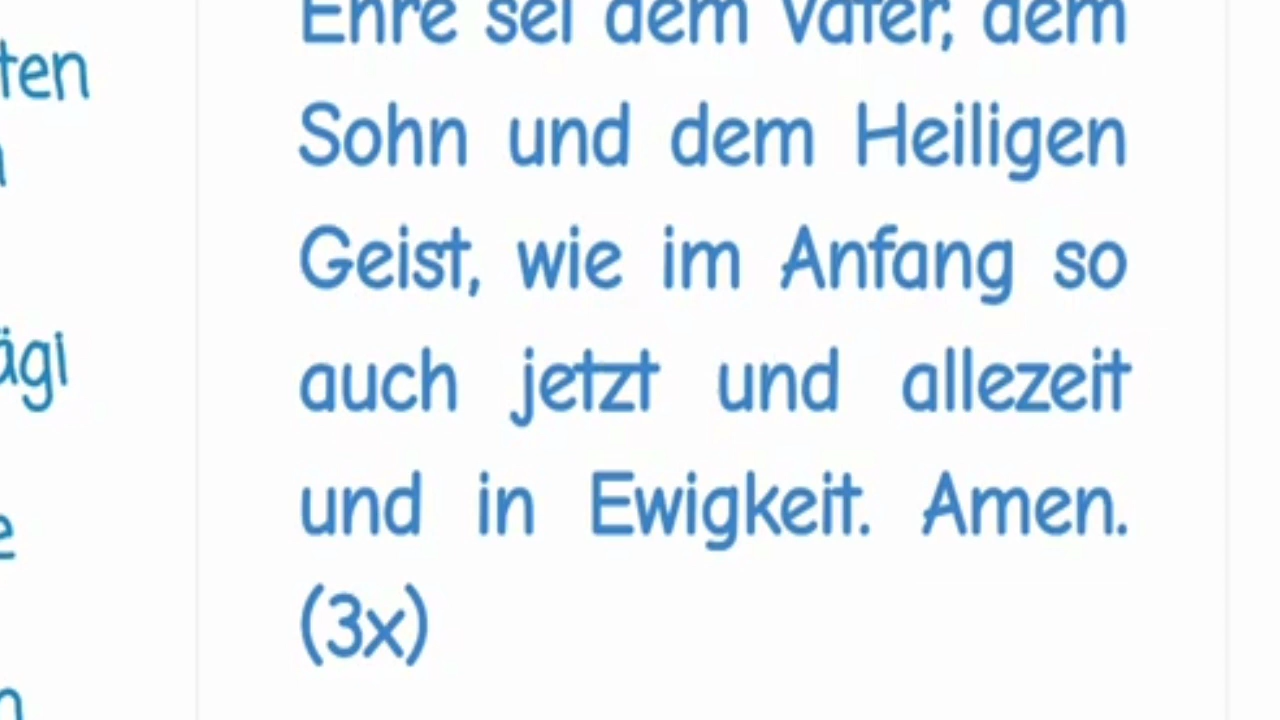 Ehre sei dem Vater, dem
Sohn und dem Heiligen
Geist, wie im Anfang so
auch jetzt und allezeit
und in Ewigkeit. Amen.
(3x)